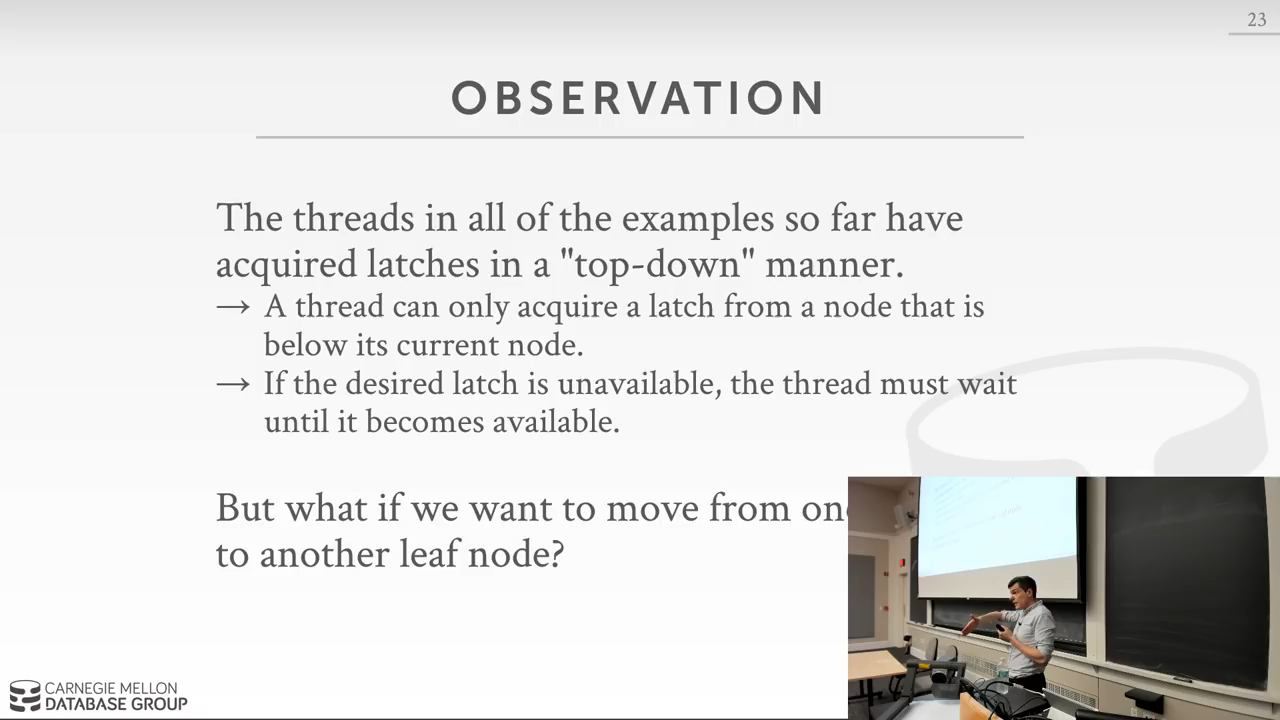 23
OBSERVATION
The threads in all of the examples so far have
acquired latches in a "top-down" manner.
→ A thread can only acquire a latch from a node that is
below its current node.
→ If the desired latch is unavailable, the thread must wait
until it becomes available.
But what if we want to move from
to another leaf node?
CARNEGIE MELLON
DATABASE GROUP